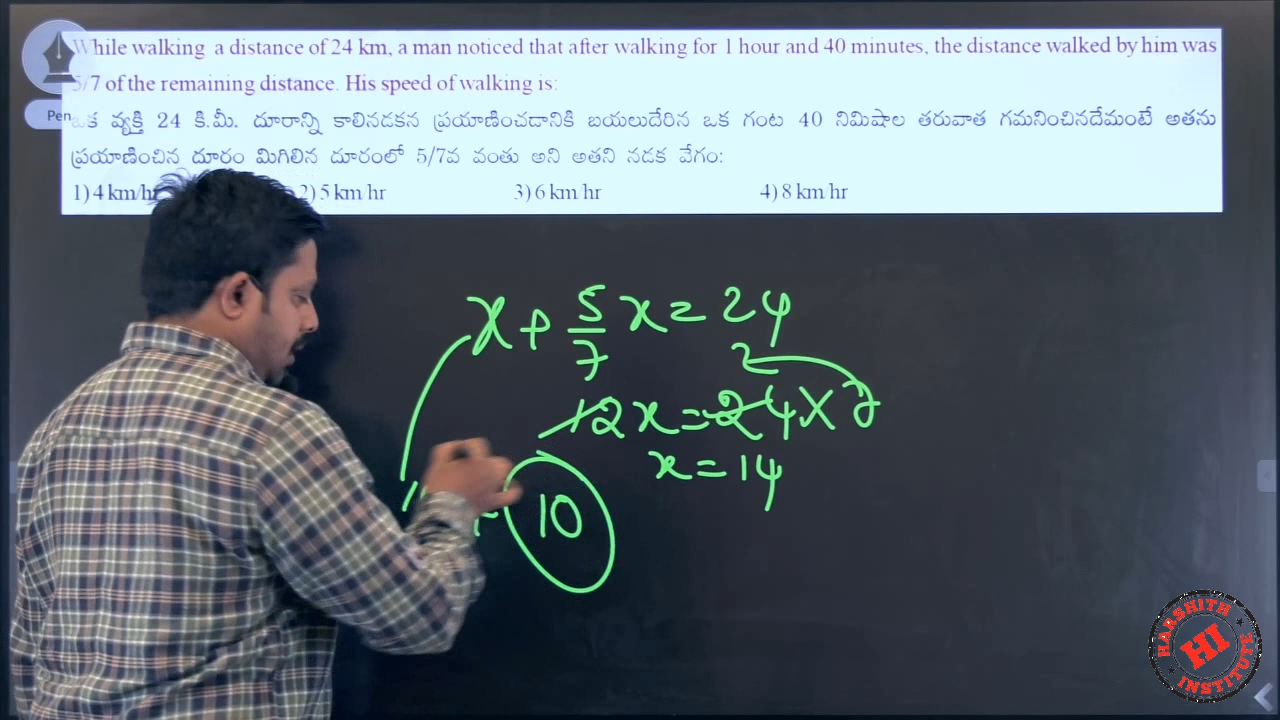 While walking a distance of 24 km, a man noticed that after walking for 1 hour and 40 minutes, the distance walked by him was
5/7 of the remaining distance. His speed of walking is:
Pen
ఒక వ్యక్తి 24 కి.మీ. దూరాన్ని కాలినడకన ప్రయాణించడానికి బయలుదేరిన ఒక గంట 40 నిమిషాల తరువాత గమనించినదేమంటే అతను
ప్రయాణించిన దూరం మిగిలిన దూరంలో 5/7వ వంతు అని అతని నడక వేగం:
1) 4 km/hr 2) 5 km/hr 3) 6 km/hr 4) 8 km/hr
x + 5/7 x = 24
2
12x = 24 X 7
x = 14
10
HARSHITH
HI
INSTITUTE